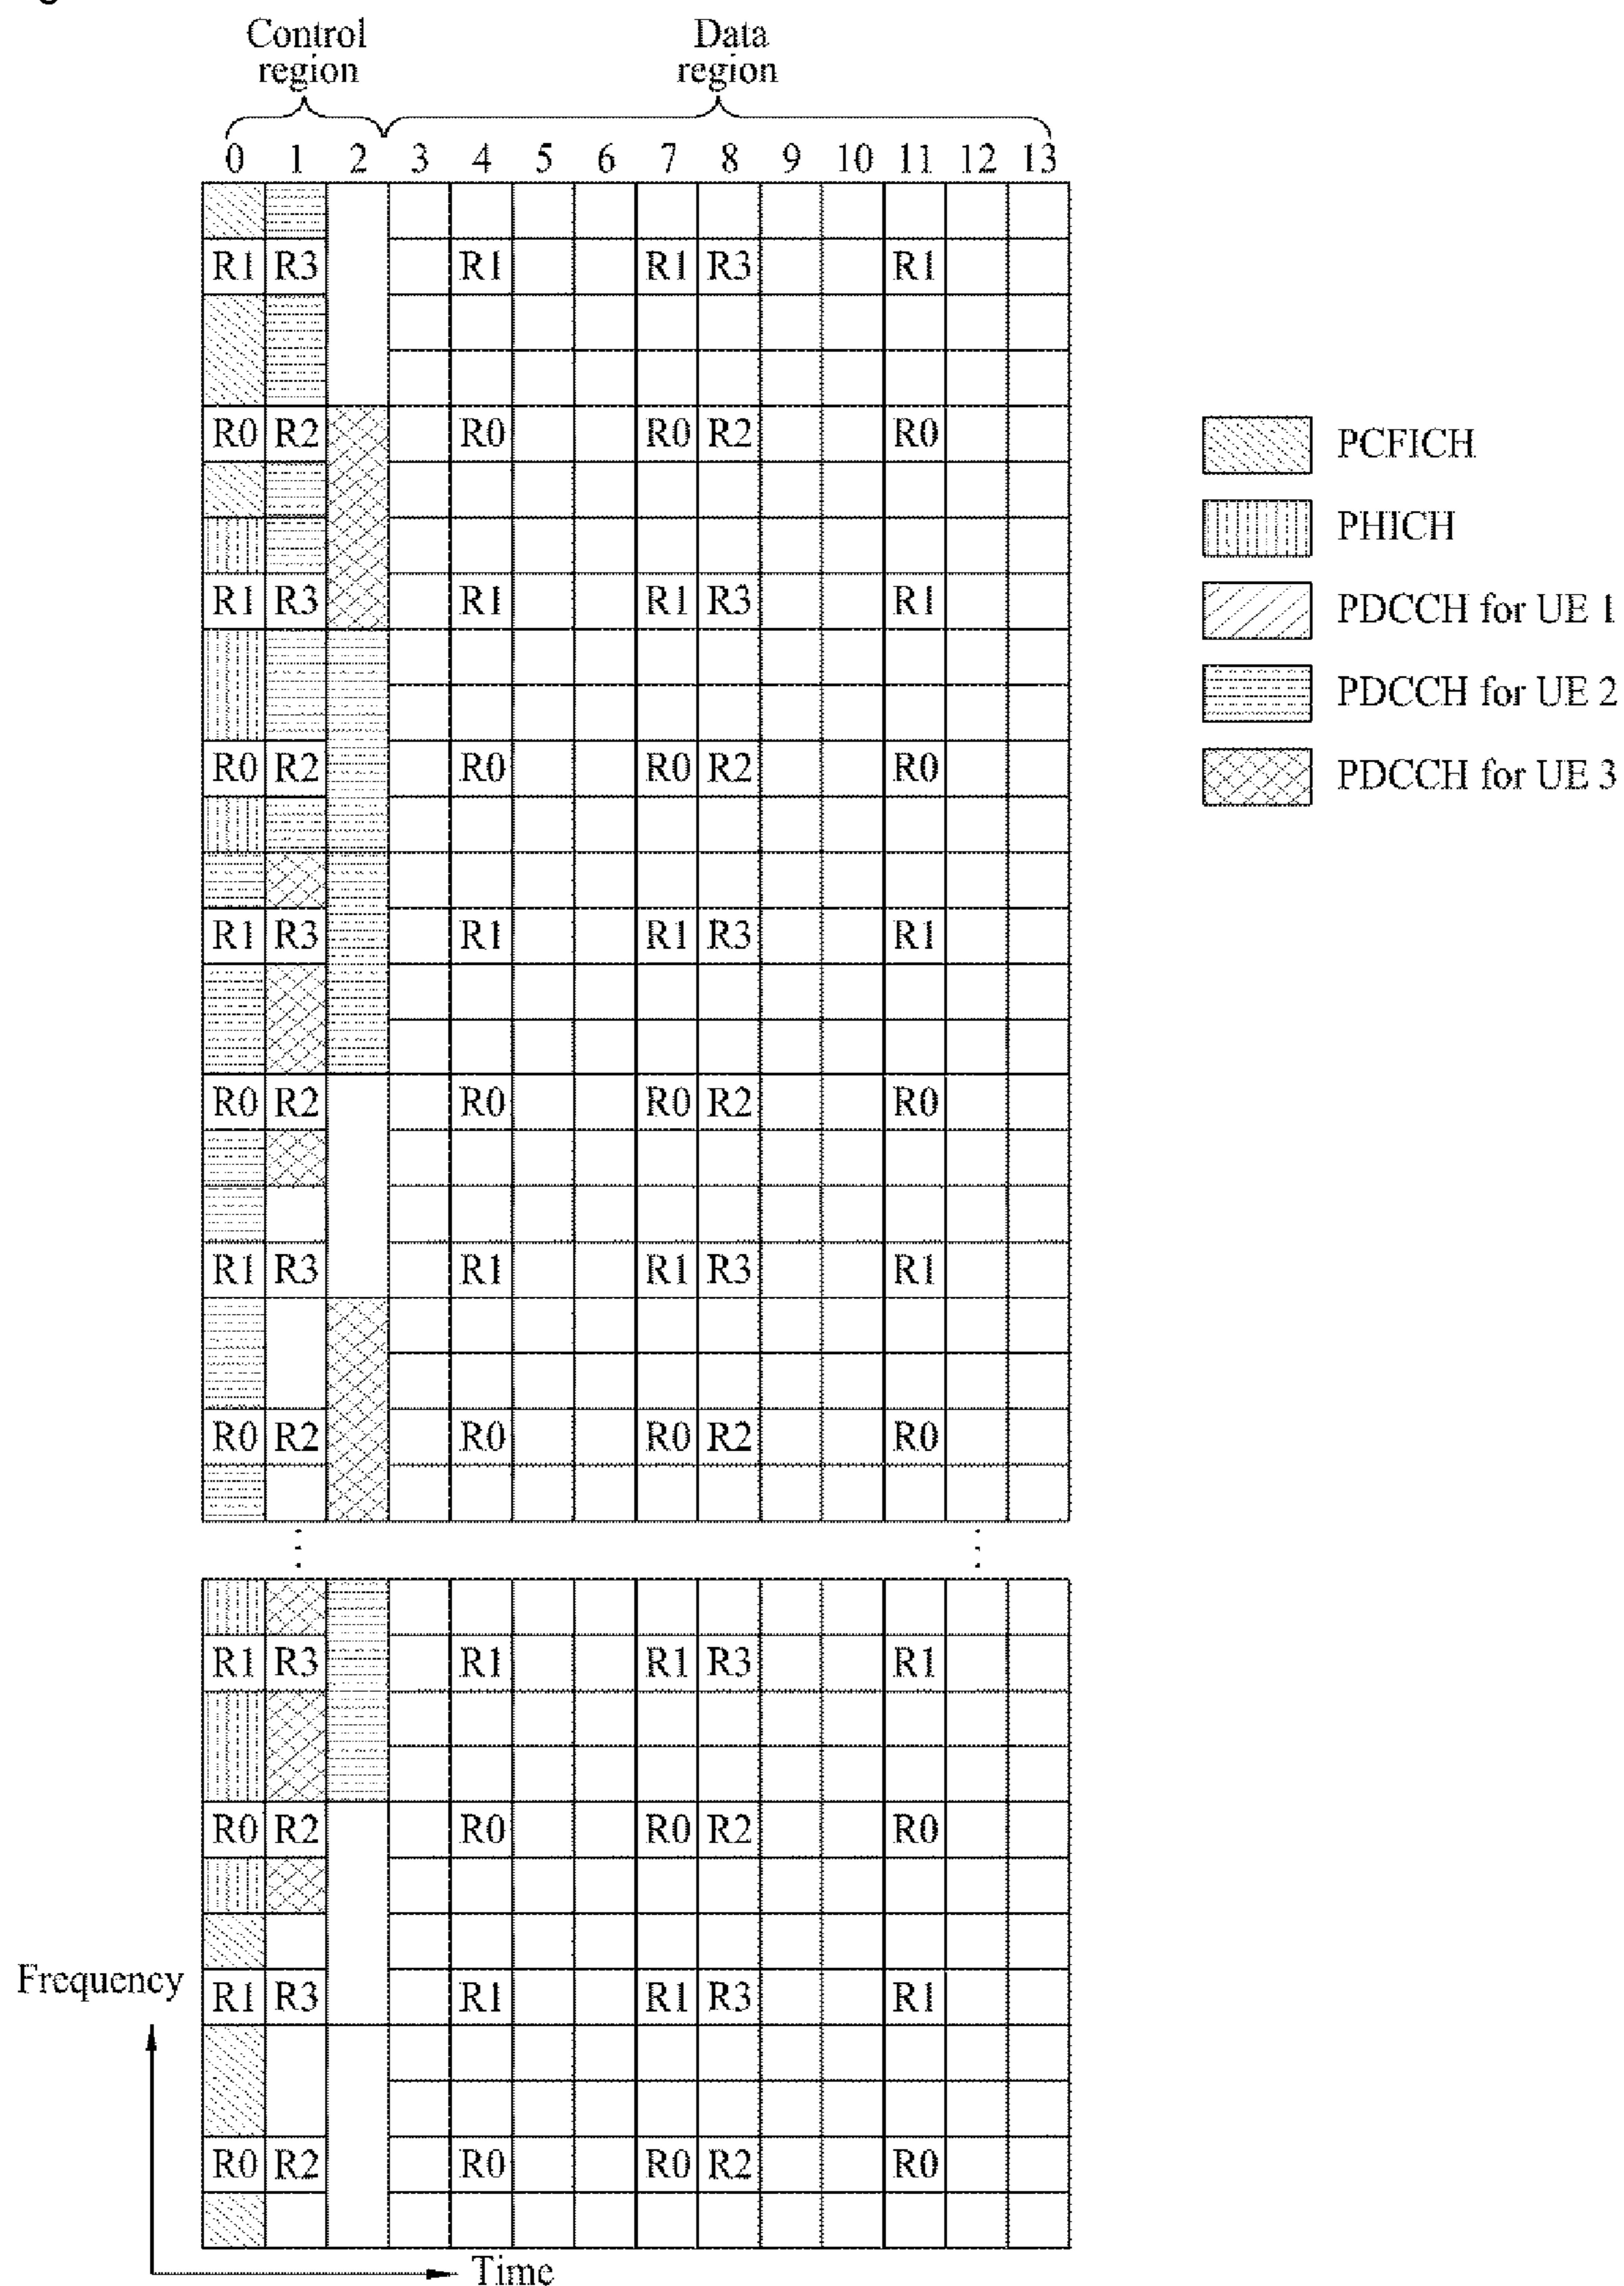 Control Data
region region
0 1 2 3 4 5 6 7 8 9 10 11 12 13
R1 R3 R1 R1 R3 R1
R0 R2 R0 R0 R2 R0
PCFICH
PHICH
R1 R3 R1 R1 R3 R1
PDCCH for UE 1
PDCCH for UE 2
R0 R2 R0 R0 R2 R0
PDCCH for UE 3
R1 R3 R1 R1 R3 R1
R0 R2 R0 R0 R2 R0
R1 R3 R1 R1 R3 R1
R0 R2 R0 R0 R2 R0
R1 R3 R1 R1 R3 R1
R0 R2 R0 R0 R2 R0
Frequency
R1 R3 R1 R1 R3 R1
R0 R2 R0 R0 R2 R0
Time